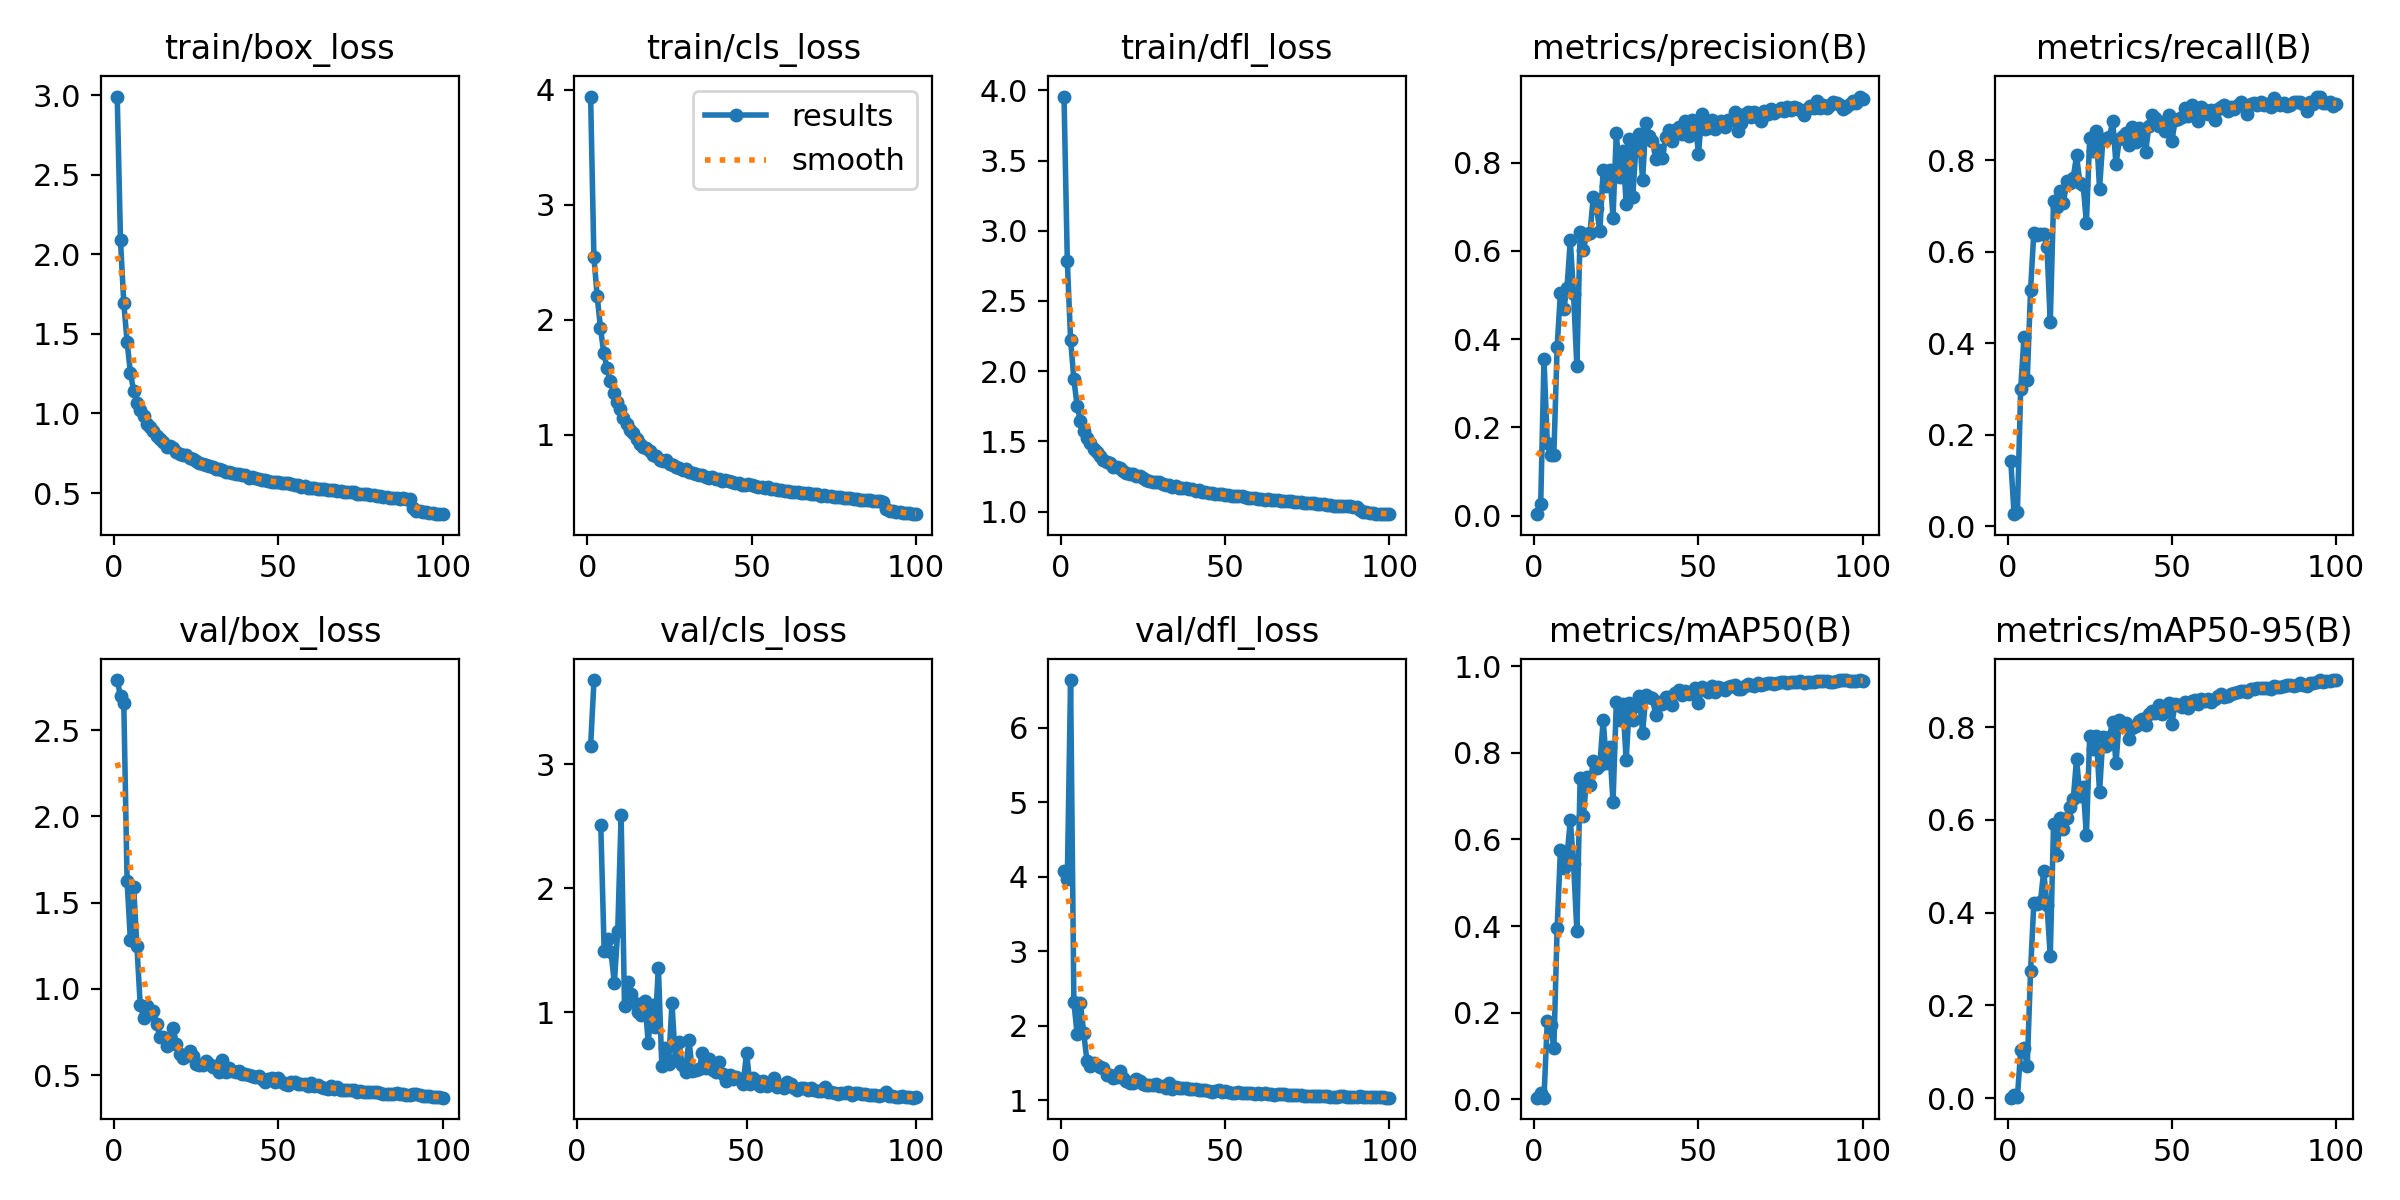 train/box_loss
3.0
2.5
2.0
1.5
1.0
0.5
0 50 100
train/cls_loss
results
smooth
4
3
2
1
0 50 100
train/dfl_loss
4.0
3.5
3.0
2.5
2.0
1.5
1.0
0 50 100
metrics/precision(B)
0.8
0.6
0.4
0.2
0.0
0 50 100
metrics/recall(B)
0.8
0.6
0.4
0.2
0.0
0 50 100
val/box_loss
2.5
2.0
1.5
1.0
0.5
0 50 100
val/cls_loss
3
2
1
0 50 100
val/dfl_loss
6
5
4
3
2
1
0 50 100
metrics/mAP50(B)
1.0
0.8
0.6
0.4
0.2
0.0
0 50 100
metrics/mAP50-95(B)
0.8
0.6
0.4
0.2
0.0
0 50 100